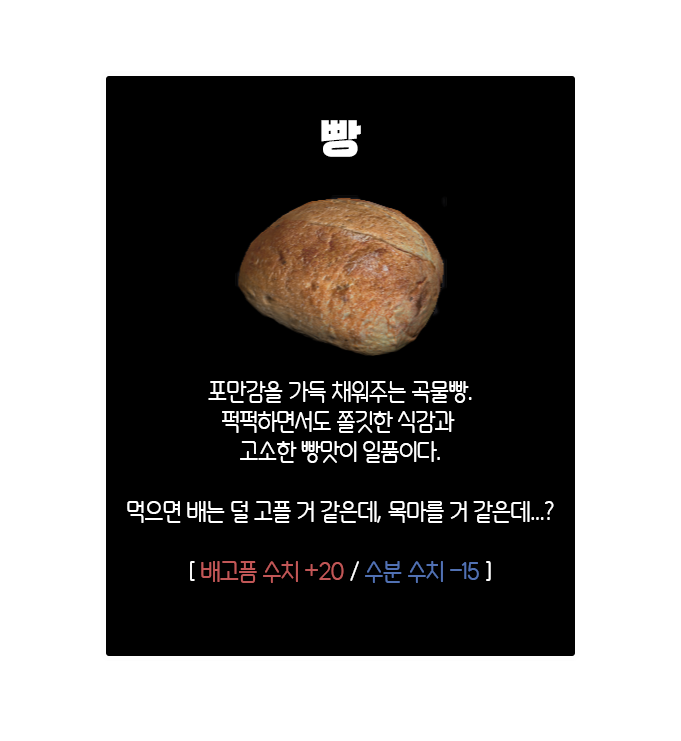 빵
포만감을 가득 채워주는 곡물빵.
퍽퍽하면서도 쫄깃한 식감과
고소한 빵맛이 일품이다.
먹으면 배는 덜 고플 거 같은데, 목마를 거 같은데...?
[ 배고픔 수치 +20 / 수분 수치 -15 ]